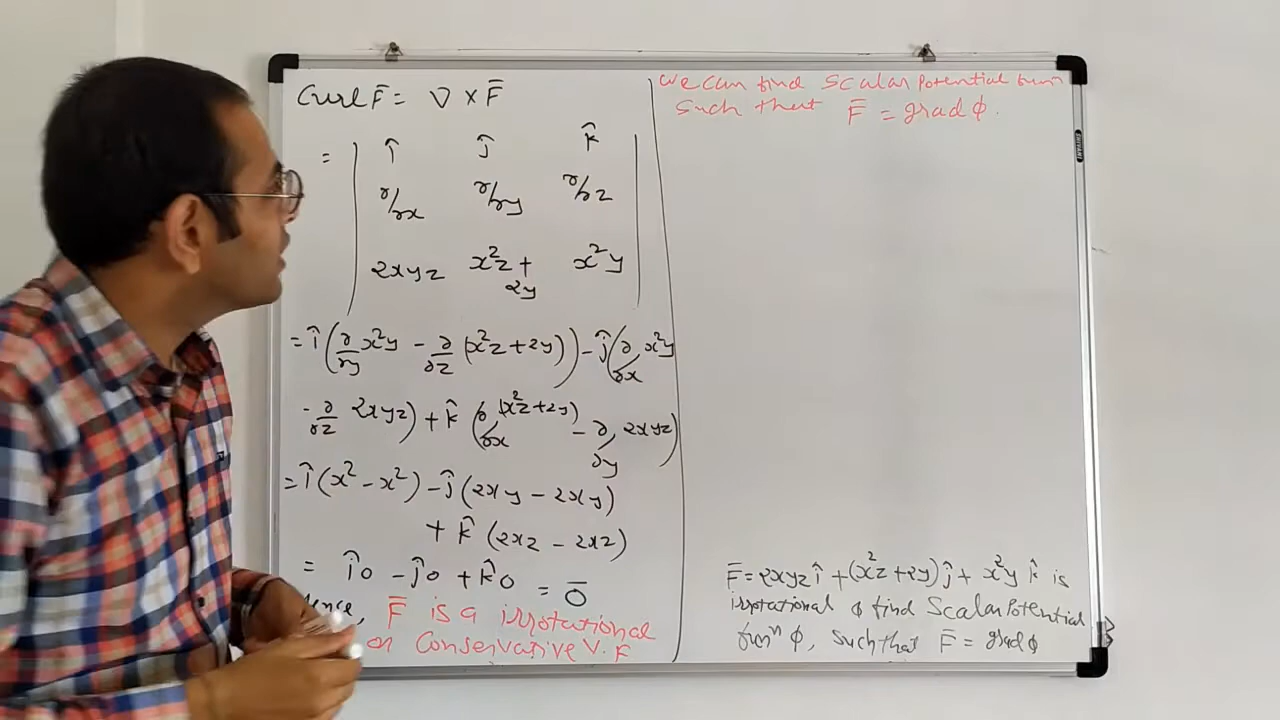 Curl F̄ = ∇ × F̄
= | î ĵ k̂
∂/∂x ∂/∂y ∂/∂z
2xyz x²z + 2y x²y |
= î (∂/∂y x²y - ∂/∂z (x²z + 2y)) - ĵ (∂/∂x x²y
- ∂/∂z 2xyz) + k̂ (∂/∂x (x²z + 2y) - ∂/∂y 2xyz)
= î (x² - x²) - ĵ (2xy - 2xy)
+ k̂ (2xz - 2xz)
= î0 - ĵ0 + k̂0 = 0̄
F̄ is a irrotational
or Conservative V.F
We can find Scalar Potential funⁿ
Such that F̄ = grad ϕ.
F̄ = 2xyz î + (x²z + 2y) ĵ + x²y k̂ is
irrotational & find Scalar Potential
funⁿ ϕ, such that F̄ = grad ϕ